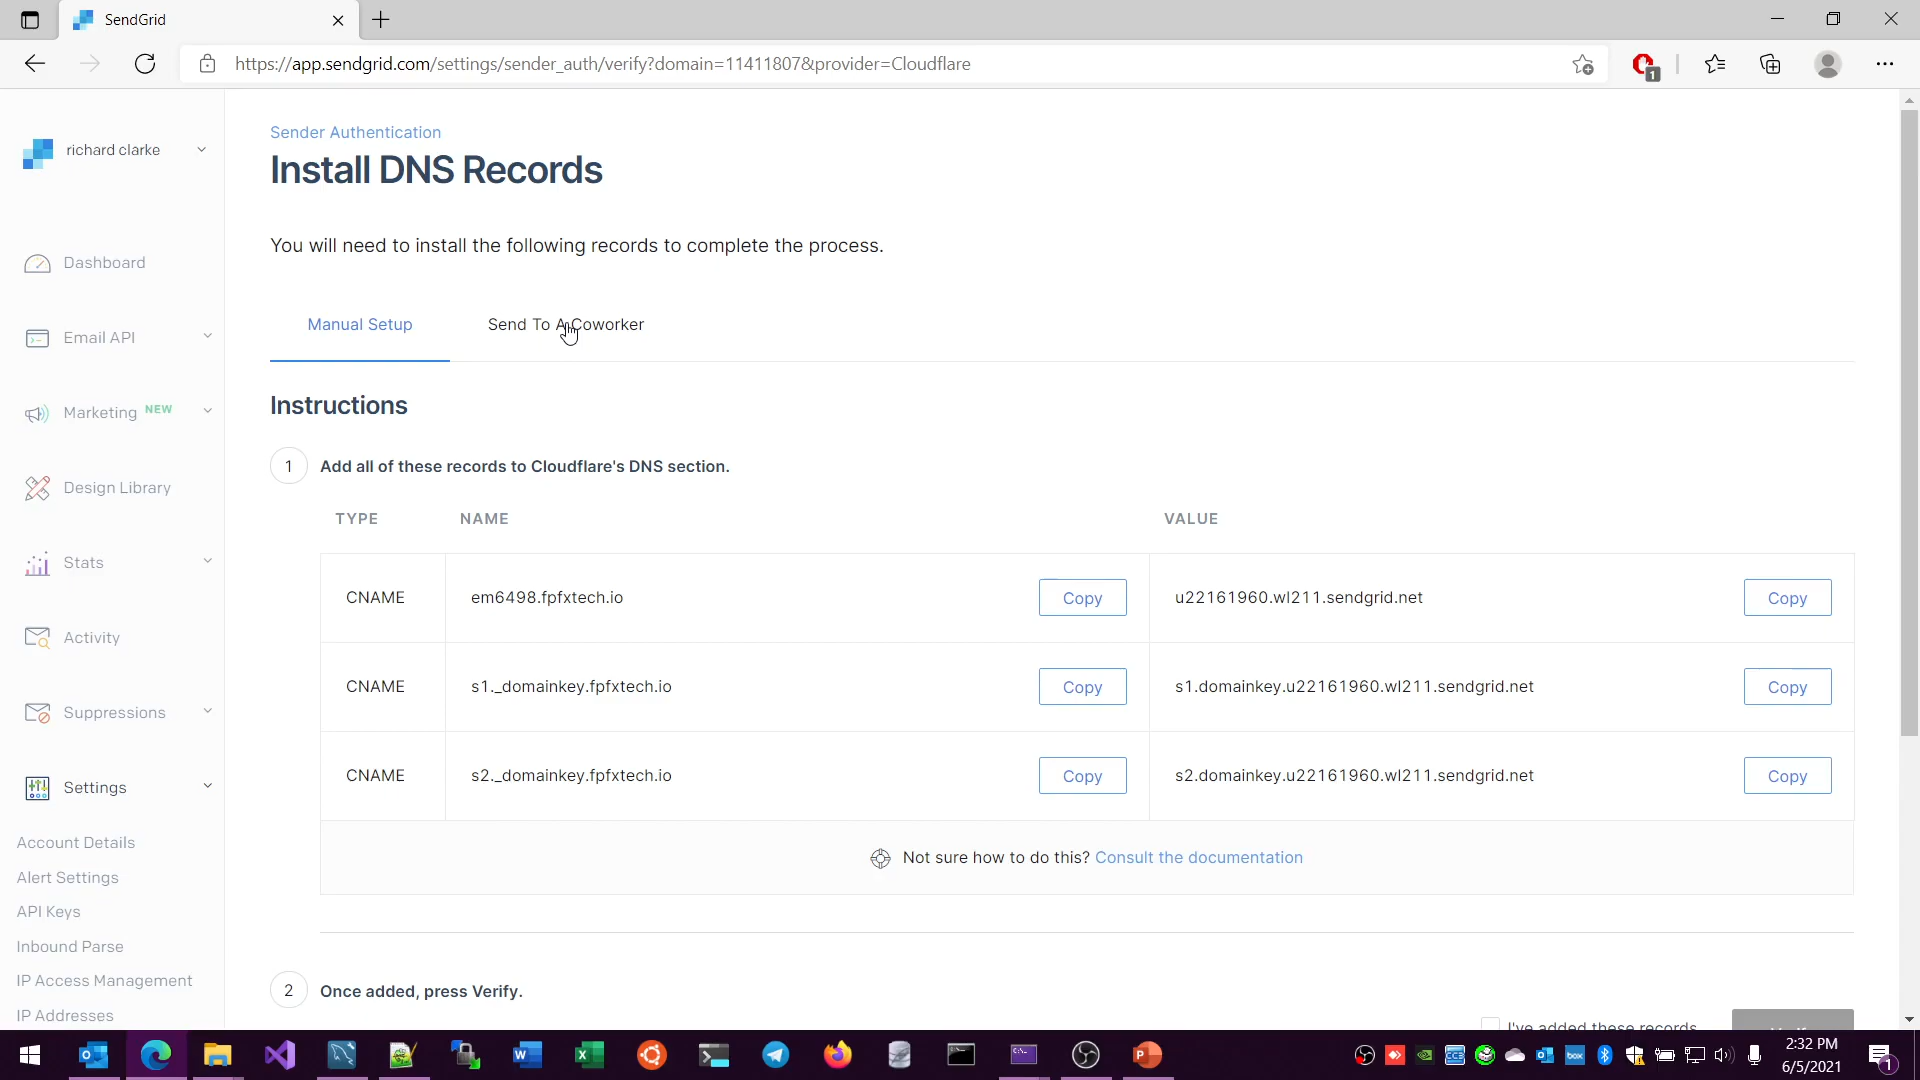 SendGrid
https://app.sendgrid.com/settings/sender_auth/verify?domain=11411807&provider=Cloudflare
1
richard clarke
Dashboard
Email API
Marketing NEW
Design Library
Stats
Activity
Suppressions
Settings
Account Details
Alert Settings
API Keys
Inbound Parse
IP Access Management
IP Addresses
Sender Authentication
Install DNS Records
You will need to install the following records to complete the process.
Manual Setup
Send To A Coworker
Instructions
1 Add all of these records to Cloudflare's DNS section.
TYPE NAME VALUE
CNAME em6498.fpfxtech.io Copy u22161960.wl211.sendgrid.net Copy
CNAME s1._domainkey.fpfxtech.io Copy s1.domainkey.u22161960.wl211.sendgrid.net Copy
CNAME s2._domainkey.fpfxtech.io Copy s2.domainkey.u22161960.wl211.sendgrid.net Copy
Not sure how to do this? Consult the documentation
2 Once added, press Verify.
I've added these records
2:32 PM
6/5/2021
1